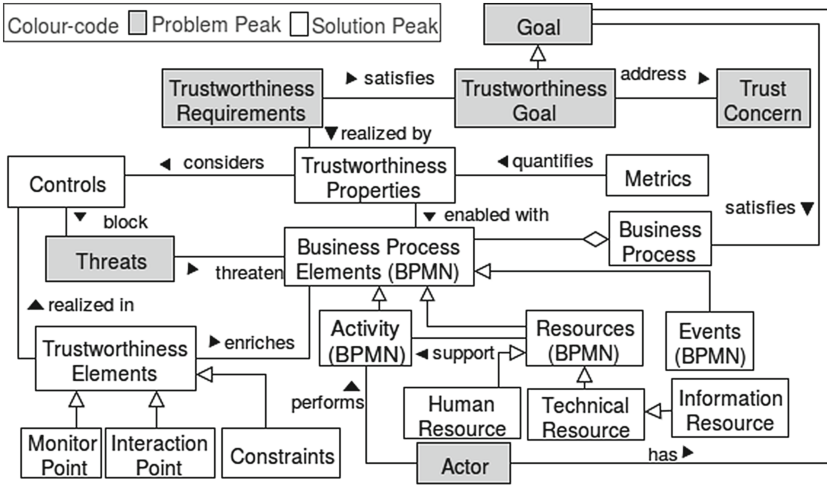 Colour-code Problem Peak Solution Peak
Goal
Trustworthiness
Requirements
satisfies
Trustworthiness
Goal
address
Trust
Concern
realized by
Controls
considers
Trustworthiness
Properties
quantifies
Metrics
satisfies
block
enabled with
Threats
threaten
Business Process
Elements (BPMN)
Business
Process
realized in
Trustworthiness
Elements
enriches
Activity
(BPMN)
support
Resources
(BPMN)
Events
(BPMN)
performs
Human
Resource
Technical
Resource
Information
Resource
Monitor
Point
Interaction
Point
Constraints
Actor
has